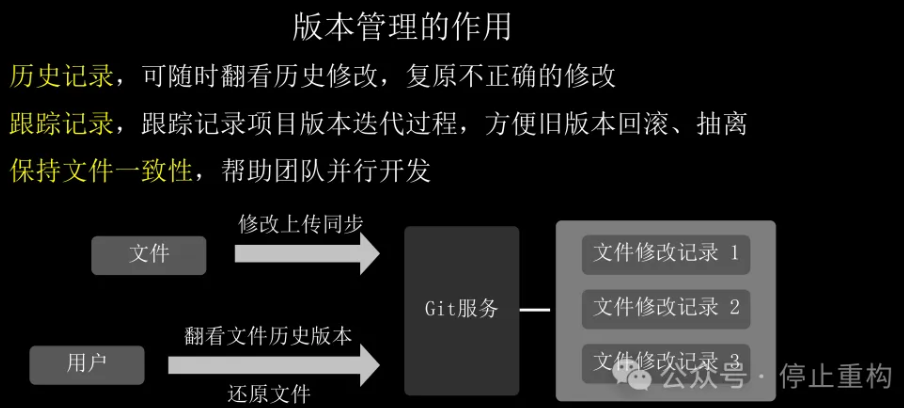 版本管理的作用
历史记录，可随时翻看历史修改，复原不正确的修改
跟踪记录，跟踪记录项目版本迭代过程，方便旧版本回滚、抽离
保持文件一致性，帮助团队并行开发
修改上传同步
文件
Git服务
文件修改记录 1
文件修改记录 2
文件修改记录 3
翻看文件历史版本
用户
还原文件
公众号·停止重构